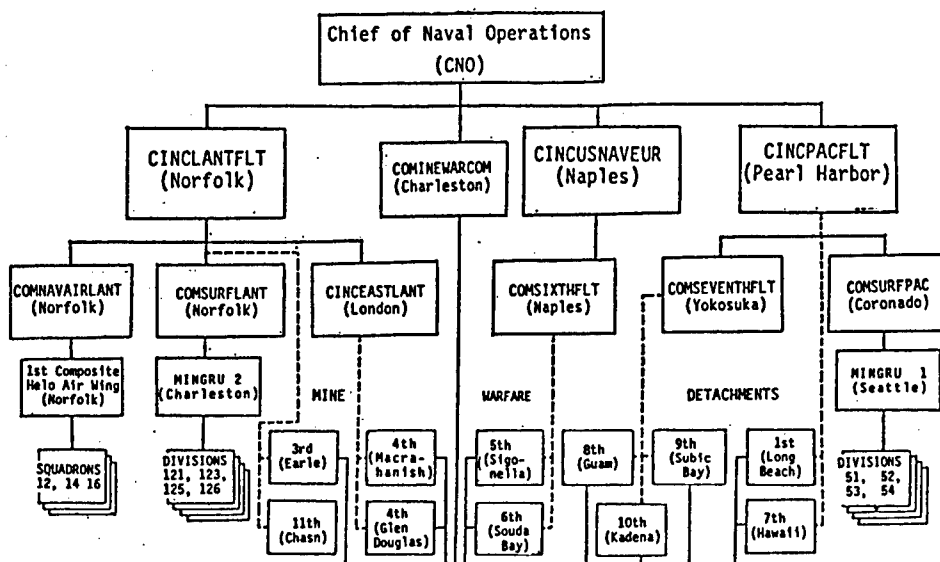 Chief of Naval Operations
(CNO)
CINCLANTFLT
(Norfolk)
COMINEWARCOM
(Charleston)
CINCUSNAVEUR
(Naples)
CINCPACFLT
(Pearl Harbor)
COMNAVAIRLANT
(Norfolk)
COMSURFLANT
(Norfolk)
CINCEASTLANT
(London)
COMSIXTHFLT
(Naples)
COMSEVENTHFLT
(Yokosuka)
COMSURFPAC
(Coronado)
1st Composite
Helo Air Wing
(Norfolk)
MINGRU 2
(Charleston)
MINE
WARFARE
DETACHMENTS
MINGRU 1
(Seattle)
SQUADRONS
12, 14 16
DIVISIONS
121, 123,
125, 126
3rd
(Earle)
4th
(Macra-
hanish)
5th
(Sigo-
nella)
8th
(Guam)
9th
(Subic
Bay)
1st
(Long
Beach)
DIVISIONS
51, 52,
53, 54
11th
(Chasn)
4th
(Glen
Douglas)
6th
(Souda
Bay)
10th
(Kadena)
7th
(Hawaii)